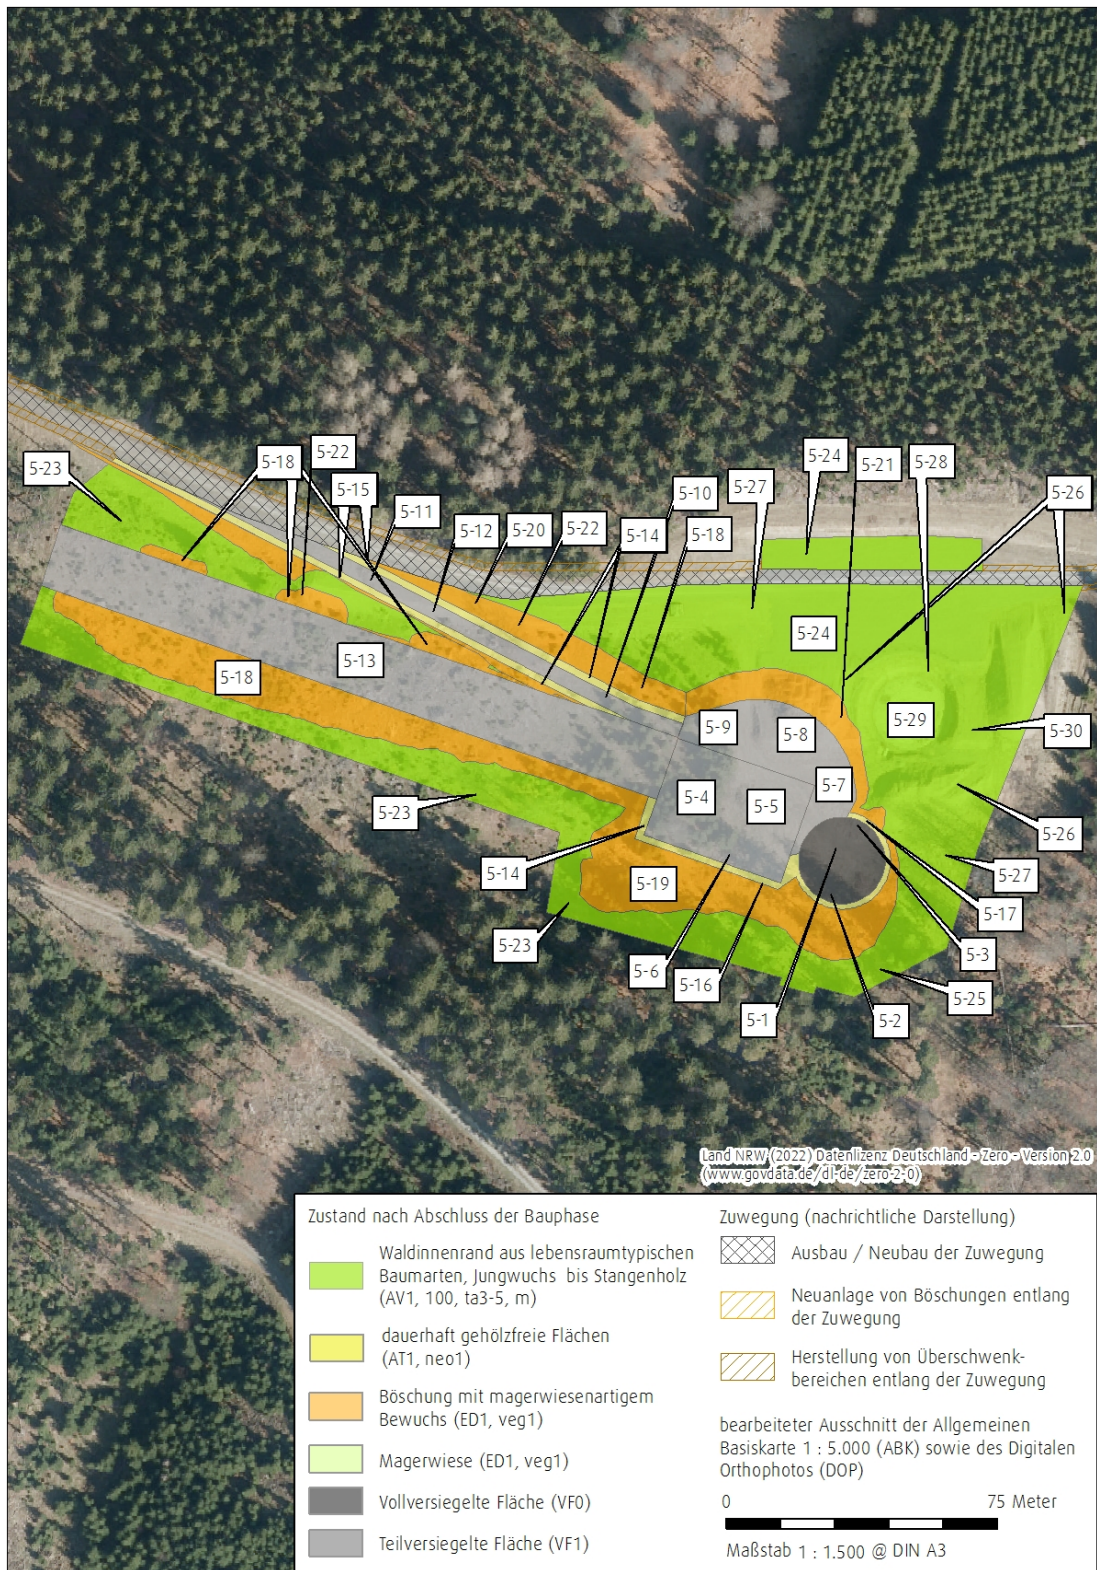 5-24
5-21
5-28
5-22
5-18
5-23
5-15
5-10
5-27
5-26
5-11
5-12
5-20
5-22
5-14
5-18
5-24
5-13
5-18
5-9
5-8
5-29
5-30
5-7
5-4
5-5
5-23
5-26
5-14
5-19
5-27
5-17
5-23
5-3
5-6
5-16
5-25
5-1
5-2
Land NRW (2022) Datenlizenz Deutschland - Zero - Version 2.0
(www.govdata.de/dl-de/zero-2-0)
Zustand nach Abschluss der Bauphase
Waldinnenrand aus lebensraumtypischen
Baumarten, Jungwuchs bis Stangenholz
(AV1, 100, ta3-5, m)
dauerhaft gehölzfreie Flächen
(AT1, neo1)
Böschung mit magerwiesenartigem
Bewuchs (ED1, veg1)
Magerwiese (ED1, veg1)
Vollversiegelte Fläche (VF0)
Teilversiegelte Fläche (VF1)
Zuwegung (nachrichtliche Darstellung)
Ausbau / Neubau der Zuwegung
Neuanlage von Böschungen entlang
der Zuwegung
Herstellung von Überschwenk-
bereichen entlang der Zuwegung
bearbeiteter Ausschnitt der Allgemeinen
Basiskarte 1 : 5.000 (ABK) sowie des Digitalen
Orthophotos (DOP)
0 75 Meter
Maßstab 1 : 1.500 @ DIN A3